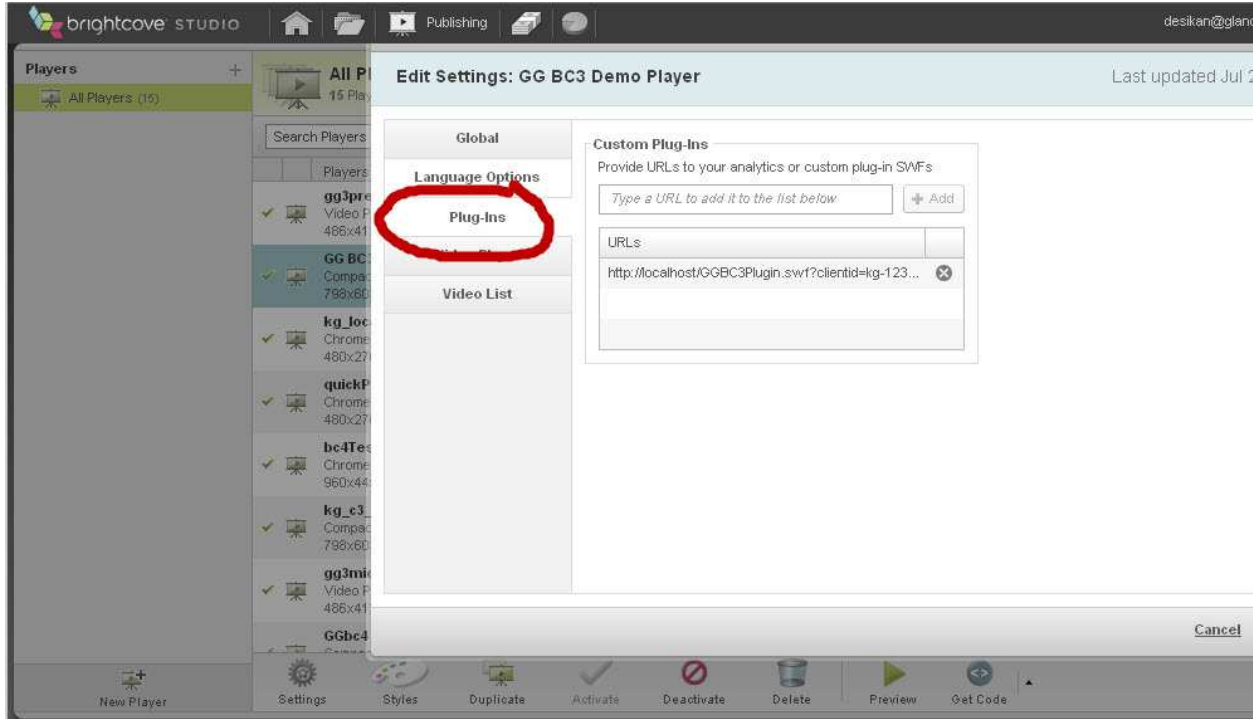 brightcove STUDIO
Publishing
desikan@glan
Players
All Players (15)
All Pl
15 Play
Search Players
Players
gg3pre
Video P
486x41
GG BC
Compac
798x60
kg_loc
Chrome
480x27
quickP
Chrome
480x270
bc4Tes
Chrome
960x44
kg_c3_
Compac
798x60
gg3mic
Video P
486x41
GGbc4
Edit Settings: GG BC3 Demo Player
Last updated Jul 2
Global
Language Options
Plug-Ins
Video List
Custom Plug-Ins
Provide URLs to your analytics or custom plug-in SWFs
Type a URL to add it to the list below
Add
URLs
http://localhost/GGBC3Plugin.swf?clientid=kg-123...
Cancel
New Player
Settings
Styles
Duplicate
Activate
Deactivate
Delete
Preview
Get Code